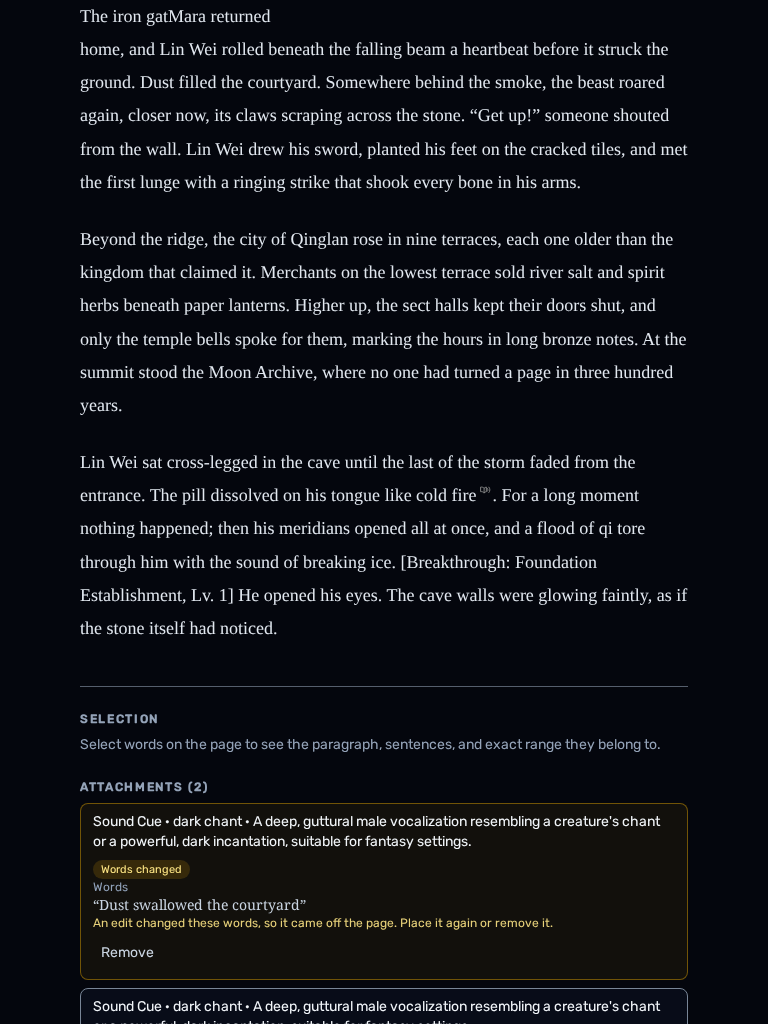 The iron gatMara returned
home, and Lin Wei rolled beneath the falling beam a heartbeat before it struck the
ground. Dust filled the courtyard. Somewhere behind the smoke, the beast roared
again, closer now, its claws scraping across the stone. “Get up!” someone shouted
from the wall. Lin Wei drew his sword, planted his feet on the cracked tiles, and met
the first lunge with a ringing strike that shook every bone in his arms.
Beyond the ridge, the city of Qinglan rose in nine terraces, each one older than the
kingdom that claimed it. Merchants on the lowest terrace sold river salt and spirit
herbs beneath paper lanterns. Higher up, the sect halls kept their doors shut, and
only the temple bells spoke for them, marking the hours in long bronze notes. At the
summit stood the Moon Archive, where no one had turned a page in three hundred
years.
Lin Wei sat cross-legged in the cave until the last of the storm faded from the
entrance. The pill dissolved on his tongue like cold fire. For a long moment
nothing happened; then his meridians opened all at once, and a flood of qi tore
through him with the sound of breaking ice. [Breakthrough: Foundation
Establishment, Lv. 1] He opened his eyes. The cave walls were glowing faintly, as if
the stone itself had noticed.
SELECTION
Select words on the page to see the paragraph, sentences, and exact range they belong to.
ATTACHMENTS (2)
Sound Cue • dark chant • A deep, guttural male vocalization resembling a creature's chant
or a powerful, dark incantation, suitable for fantasy settings.
Words changed
Words
“Dust swallowed the courtyard”
An edit changed these words, so it came off the page. Place it again or remove it.
Remove
Sound Cue • dark chant • A deep, guttural male vocalization resembling a creature's chant